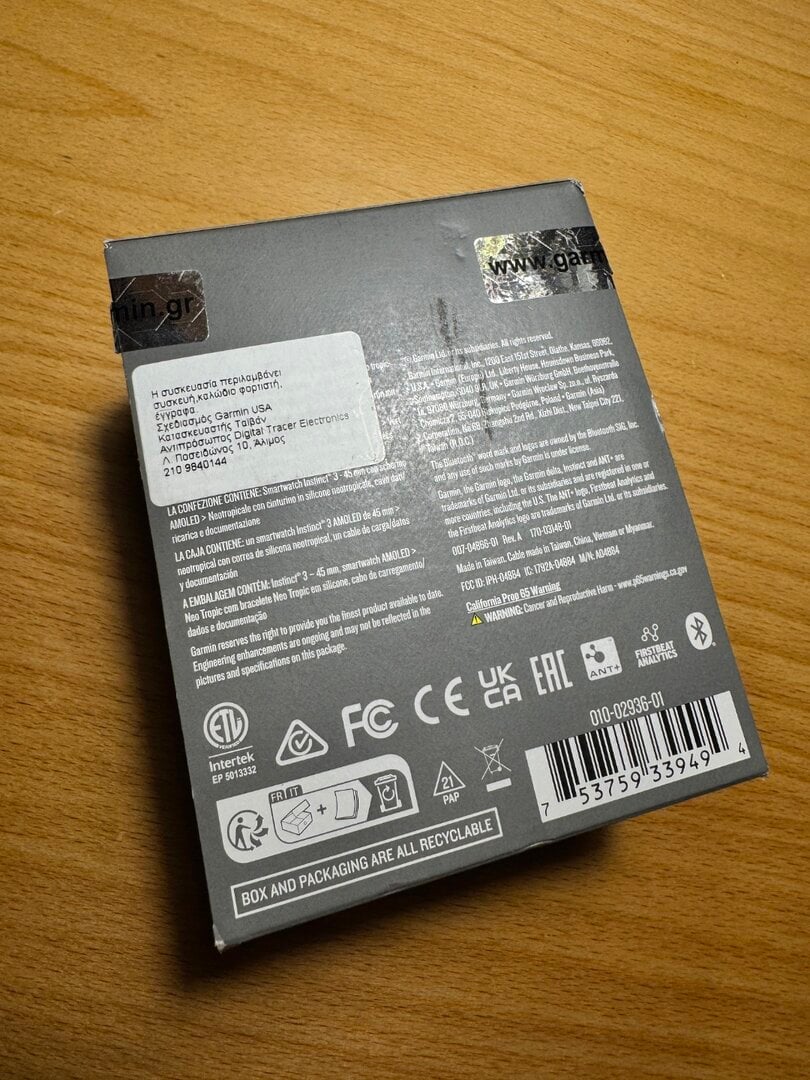 min.gr
www.garm
Η συσκευασία περιλαμβάνει
συσκευή,καλώδιο φορτιστή,
έγγραφα.
Σχεδιασμός Garmin USA
Κατασκευαστής Ταϊβάν
Αντιπρόσωπος Digital Tracer Electronics
Λ. Ποσειδώνος 10, Άλιμος
210 9840144
LA CONFEZIONE CONTIENE: Smartwatch Instinct® 3 - 45 mm con schermo
AMOLED > Neotropicale con cinturino in silicone neotropicale, cavo dati/
ricarica e documentazione
LA CAJA CONTIENE: un smartwatch Instinct® 3 AMOLED de 45 mm >
neotropical con correa de silicona neotropical, un cable de carga/datos
y documentación
A EMBALAGEM CONTÉM: Instinct® 3 – 45 mm, smartwatch AMOLED >
Neo Tropic com bracelete Neo Tropic em silicone, cabo de carregamento/
dados e documentação
Garmin reserves the right to provide you the finest product available to date.
Engineering enhancements are ongoing and may not be reflected in the
pictures and specifications on this package.
© Garmin Ltd. or its subsidiaries. All rights reserved.
Garmin International, Inc., 1200 East 151st Street, Olathe, Kansas, 66062,
U.S.A. • Garmin (Europe) Ltd., Liberty House, Hounsdown Business Park,
Southampton, SO40 9LR, UK • Garmin Würzburg GmbH, Beethovenstraße
1, 97080 Würzburg, Germany • Garmin Wrocław Sp. z o.o., ul. Ryszarda
Chomicza 7, 55-040 Podgórne, Poland • Garmin (Asia)
Corporation, No.68, Zhangshu 2nd Rd., Xizhi Dist., New Taipei City 221,
Taiwan (R.O.C.)
The Bluetooth® word mark and logos are owned by the Bluetooth SIG, Inc.
and any use of such marks by Garmin is under license.
Garmin, the Garmin logo, the Garmin delta, Instinct and ANT+ are
trademarks of Garmin Ltd. or its subsidiaries and are registered in one or
more countries, including the U.S. The ANT+ logo, Firstbeat Analytics and
the Firstbeat Analytics logo are trademarks of Garmin Ltd. or its subsidiaries.
007-04866-01 Rev. A 170-03148-01
Made in Taiwan. Cable made in Taiwan, China, Vietnam or Myanmar.
FCC ID: IPH-04884 IC: 1792A-04884 M/N: A04884
California Prop 65 Warning
WARNING: Cancer and Reproductive Harm - www.p65warnings.ca.gov
ETL
Intertek
EP 5013332
FC
CE
UK
CA
EAC
ANT+
FIRSTBEAT
ANALYTICS
FR IT
+
21
PAP
010-02936-01
7 53759 33949 4
BOX AND PACKAGING ARE ALL RECYCLABLE